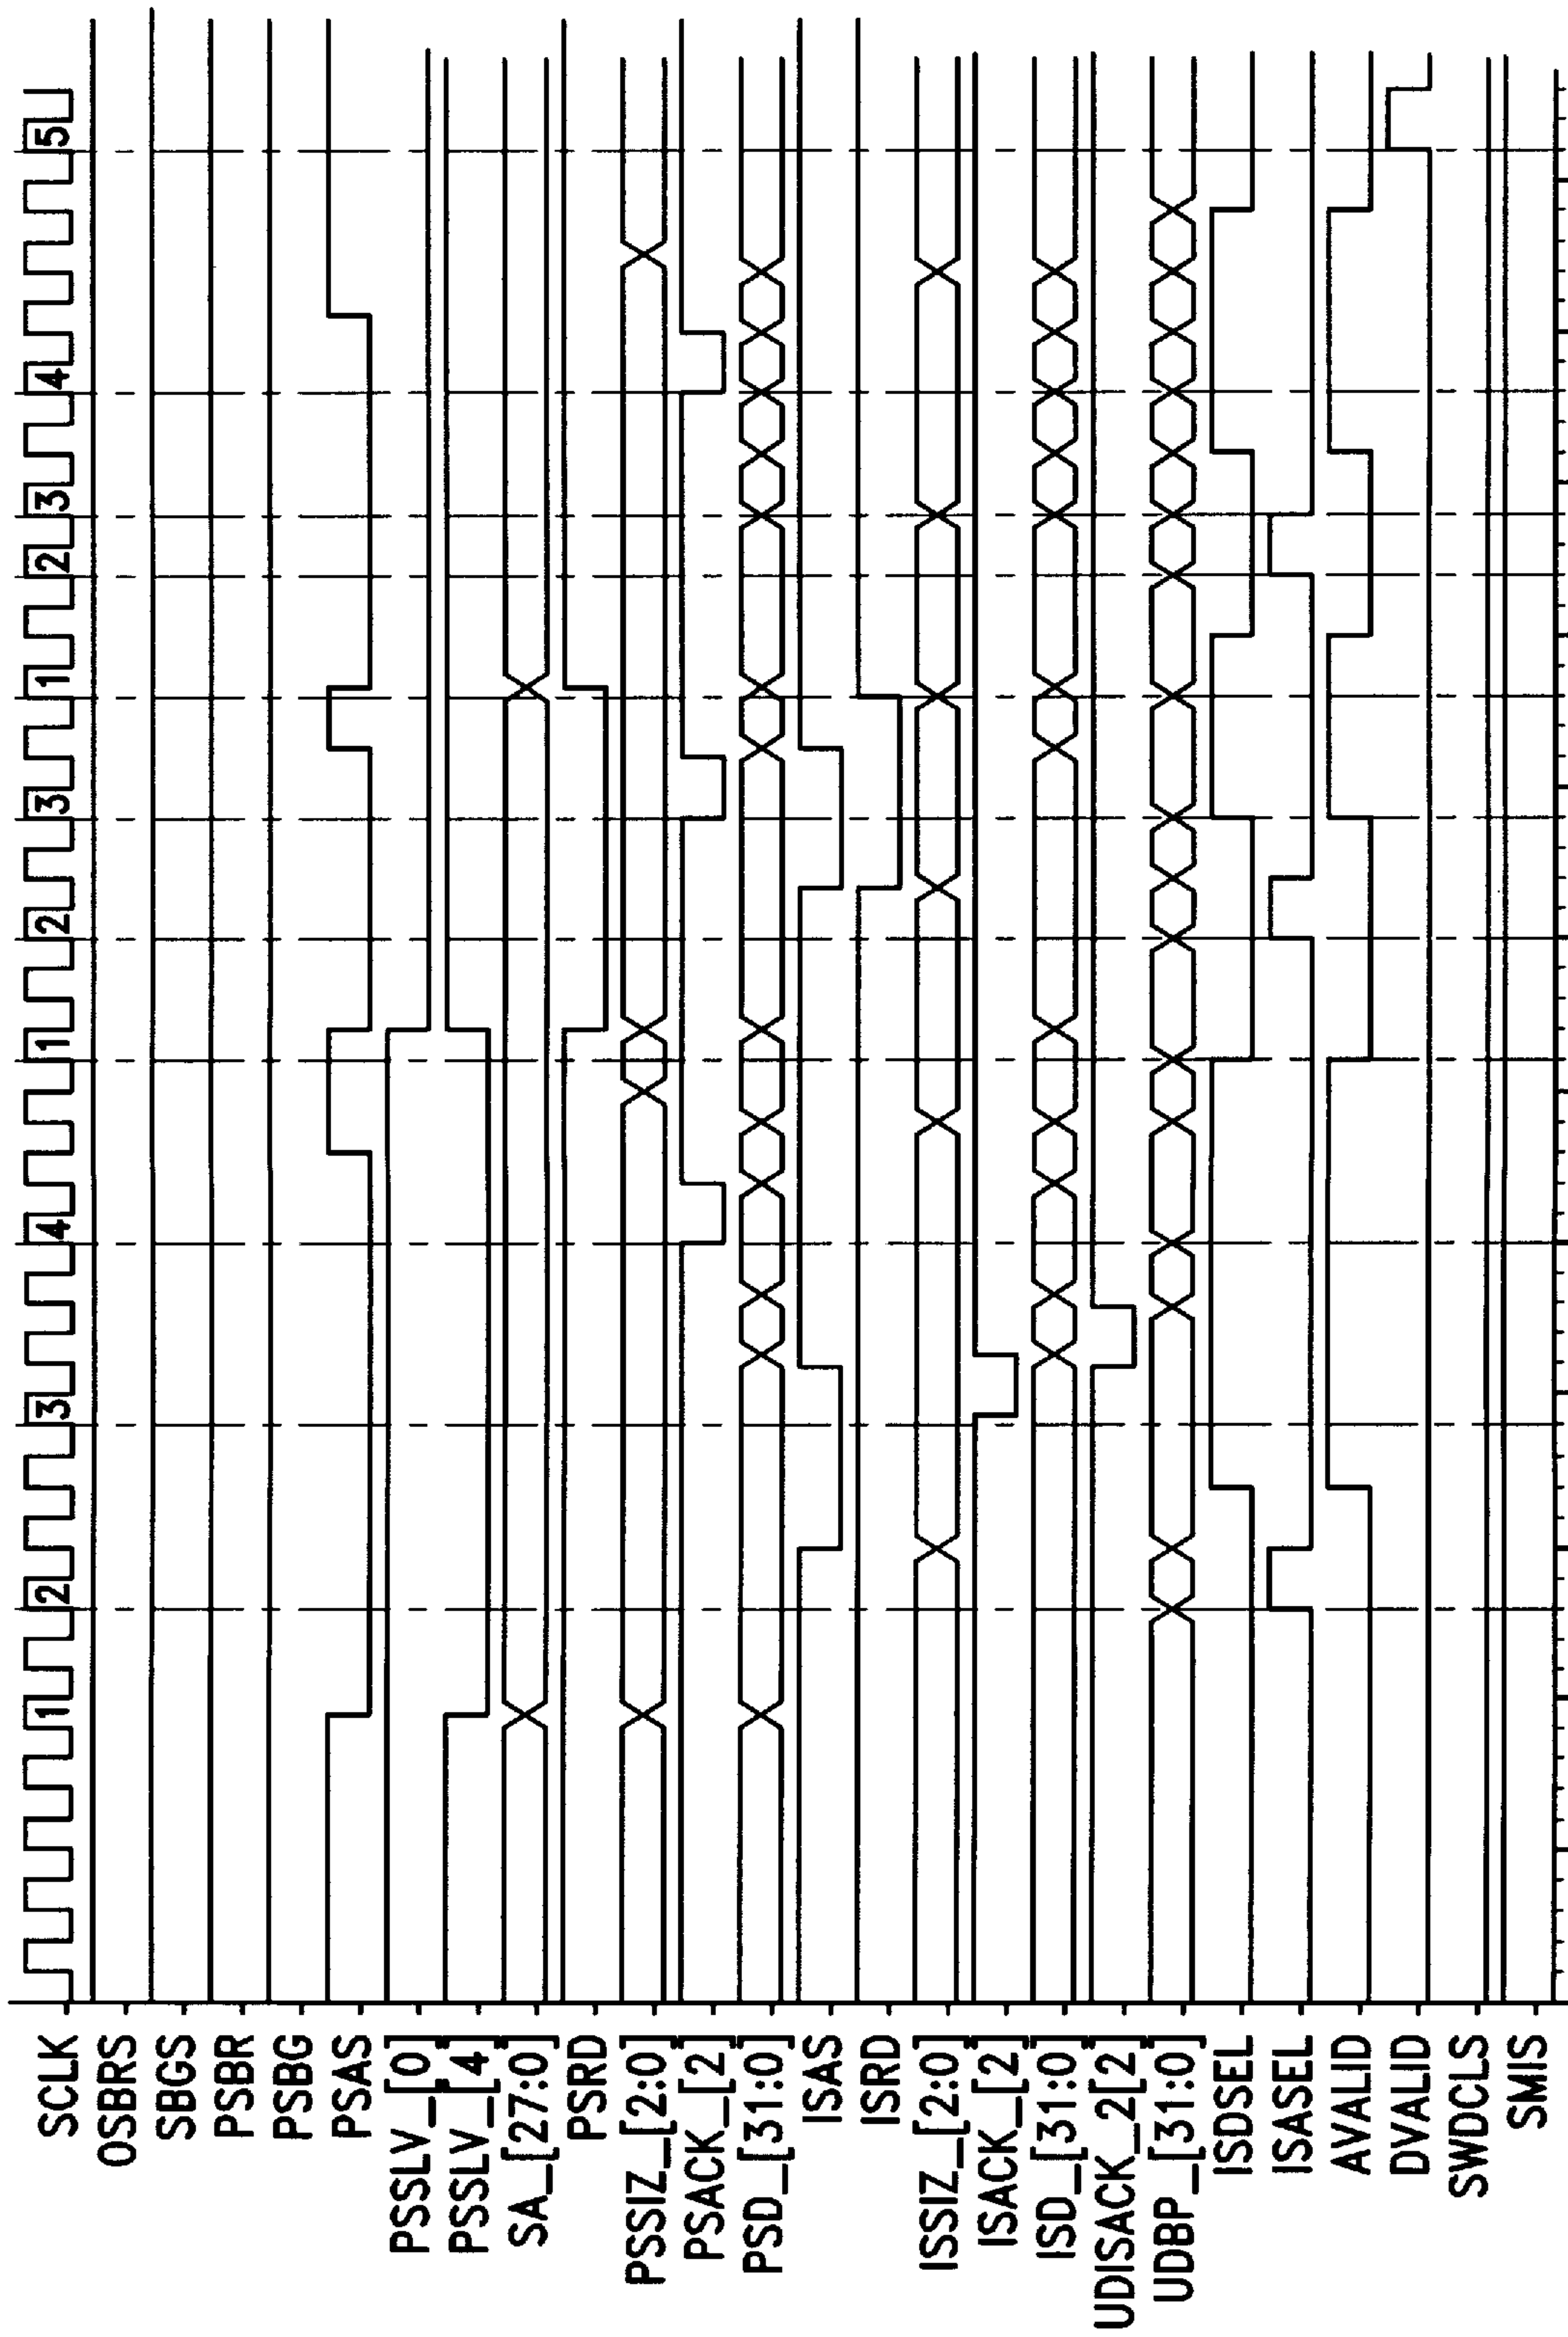 SCLK
1 2 3 4 1 2 3 1 2 3 4 5
OSBRS
SBGS
PSBR
PSBG
PSAS
PSSLV_[0]
PSSLV_[4]
SA_[27:0]
PSRD
PSSIZ_[2:0]
PSACK_[2]
PSD_[31:0]
ISAS
ISRD
ISSIZ_[2:0]
ISACK_[2]
ISD_[31:0]
UDISACK_2[2]
UDBP_[31:0]
ISDSEL
ISASEL
AVALID
DVALID
SWDCLS
SMIS